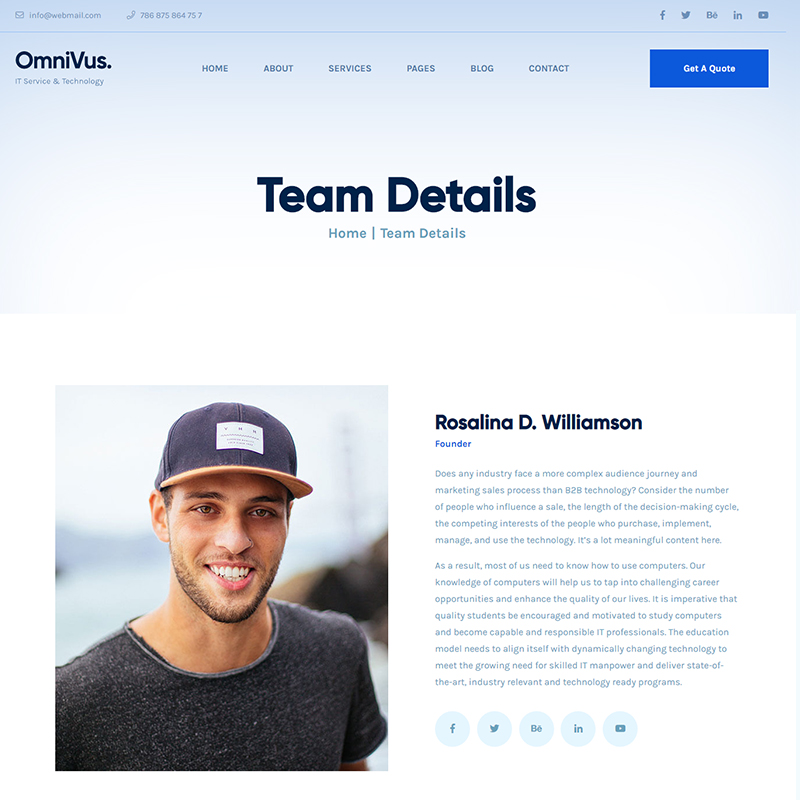 info@webmail.com 786 875 864 75 7
OmniVus.
IT Service & Technology
HOME ABOUT SERVICES PAGES BLOG CONTACT
Get A Quote
Team Details
Home | Team Details
Rosalina D. Williamson
Founder
Does any industry face a more complex audience journey and
marketing sales process than B2B technology? Consider the number
of people who influence a sale, the length of the decision-making cycle,
the competing interests of the people who purchase, implement,
manage, and use the technology. It's a lot meaningful content here.
As a result, most of us need to know how to use computers. Our
knowledge of computers will help us to tap into challenging career
opportunities and enhance the quality of our lives. It is imperative that
quality students be encouraged and motivated to study computers
and become capable and responsible IT professionals. The education
model needs to align itself with dynamically changing technology to
meet the growing need for skilled IT manpower and deliver state-of-
the-art, industry relevant and technology ready programs.